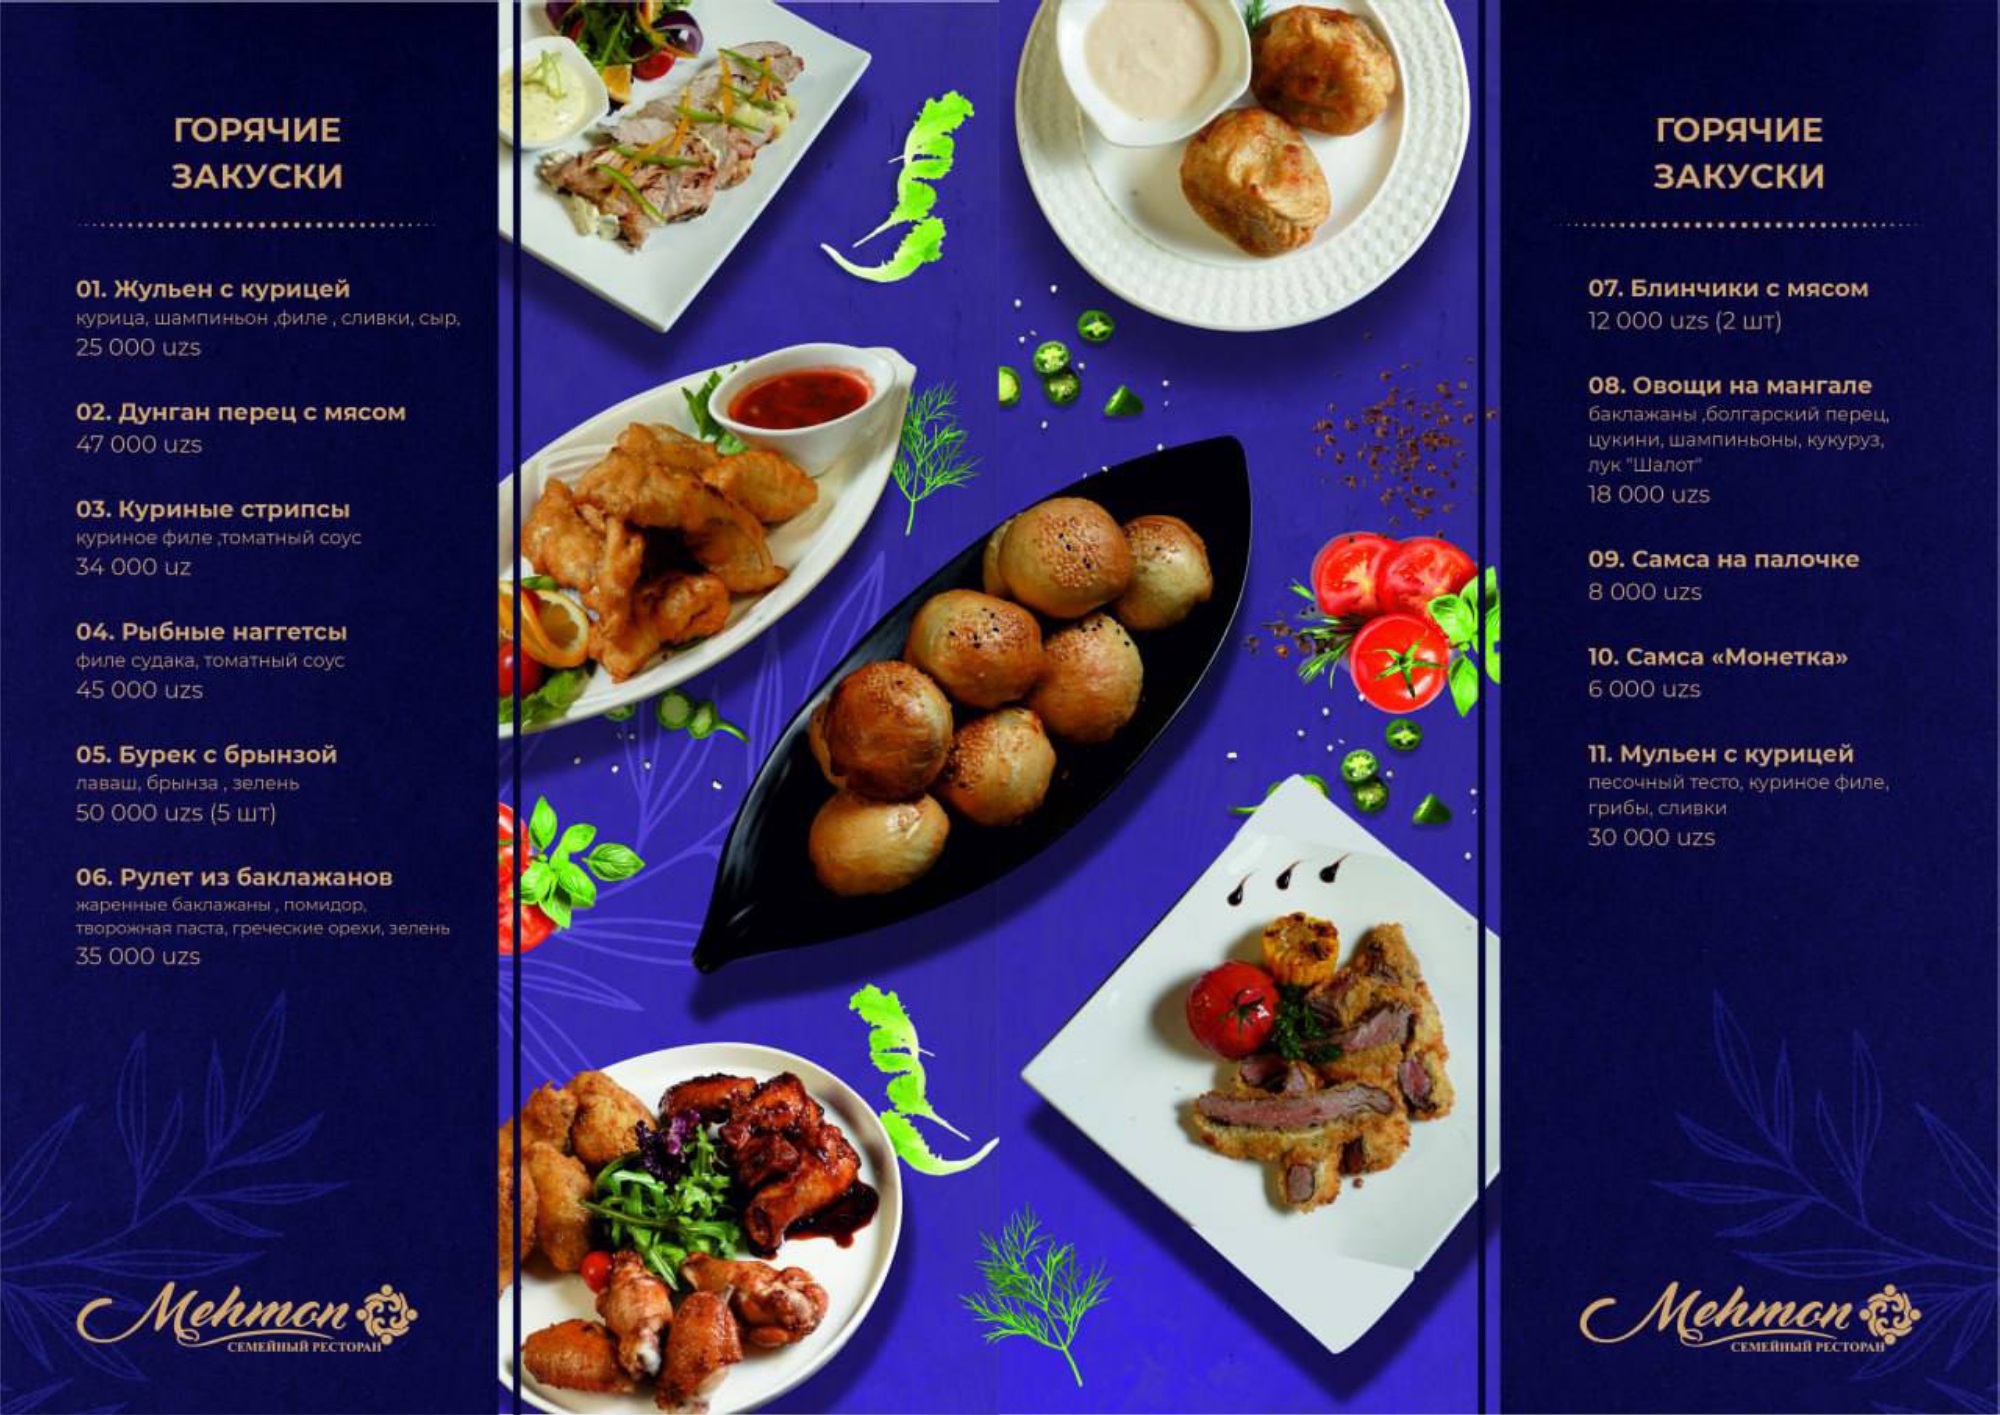 ГОРЯЧИЕ
ЗАКУСКИ
01. Жульен с курицей
курица, шампиньон ,филе , сливки, сыр,
25 000 uzs
02. Дунган перец с мясом
47 000 uzs
03. Куриные стрипсы
куриное филе ,томатный соус
34 000 uz
04. Рыбные наггетсы
филе судака, томатный соус
45 000 uzs
05. Бурек с брынзой
лаваш, брынза , зелень
50 000 uzs (5 шт)
06. Рулет из баклажанов
жаренные баклажаны , помидор,
творожная паста, греческие орехи, зелень
35 000 uzs
Mehmon
СЕМЕЙНЫЙ РЕСТОРАН
ГОРЯЧИЕ
ЗАКУСКИ
07. Блинчики с мясом
12 000 uzs (2 шт)
08. Овощи на мангале
баклажаны ,болгарский перец,
цукини, шампиньоны, кукуруз,
лук "Шалот"
18 000 uzs
09. Самса на палочке
8 000 uzs
10. Самса «Монетка»
6 000 uzs
11. Мульен с курицей
песочный тесто, куриное филе,
грибы, сливки
30 000 uzs
Mehmon
СЕМЕЙНЫЙ РЕСТОРАН